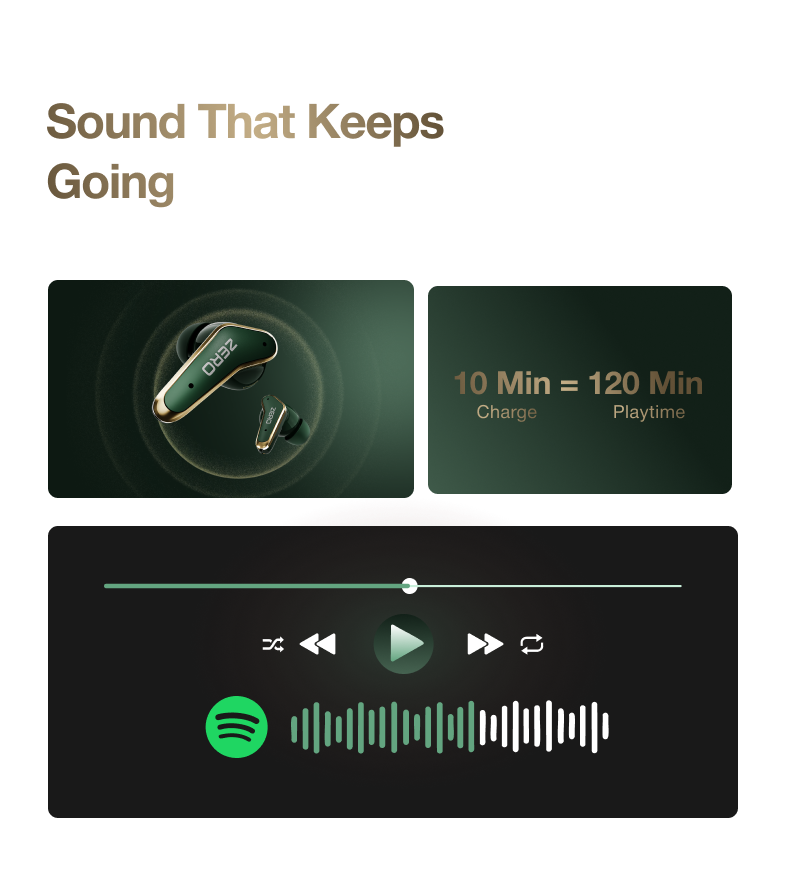 Sound That Keeps
Going
ZERO
ZERO
10 Min = 120 Min
Charge Playtime